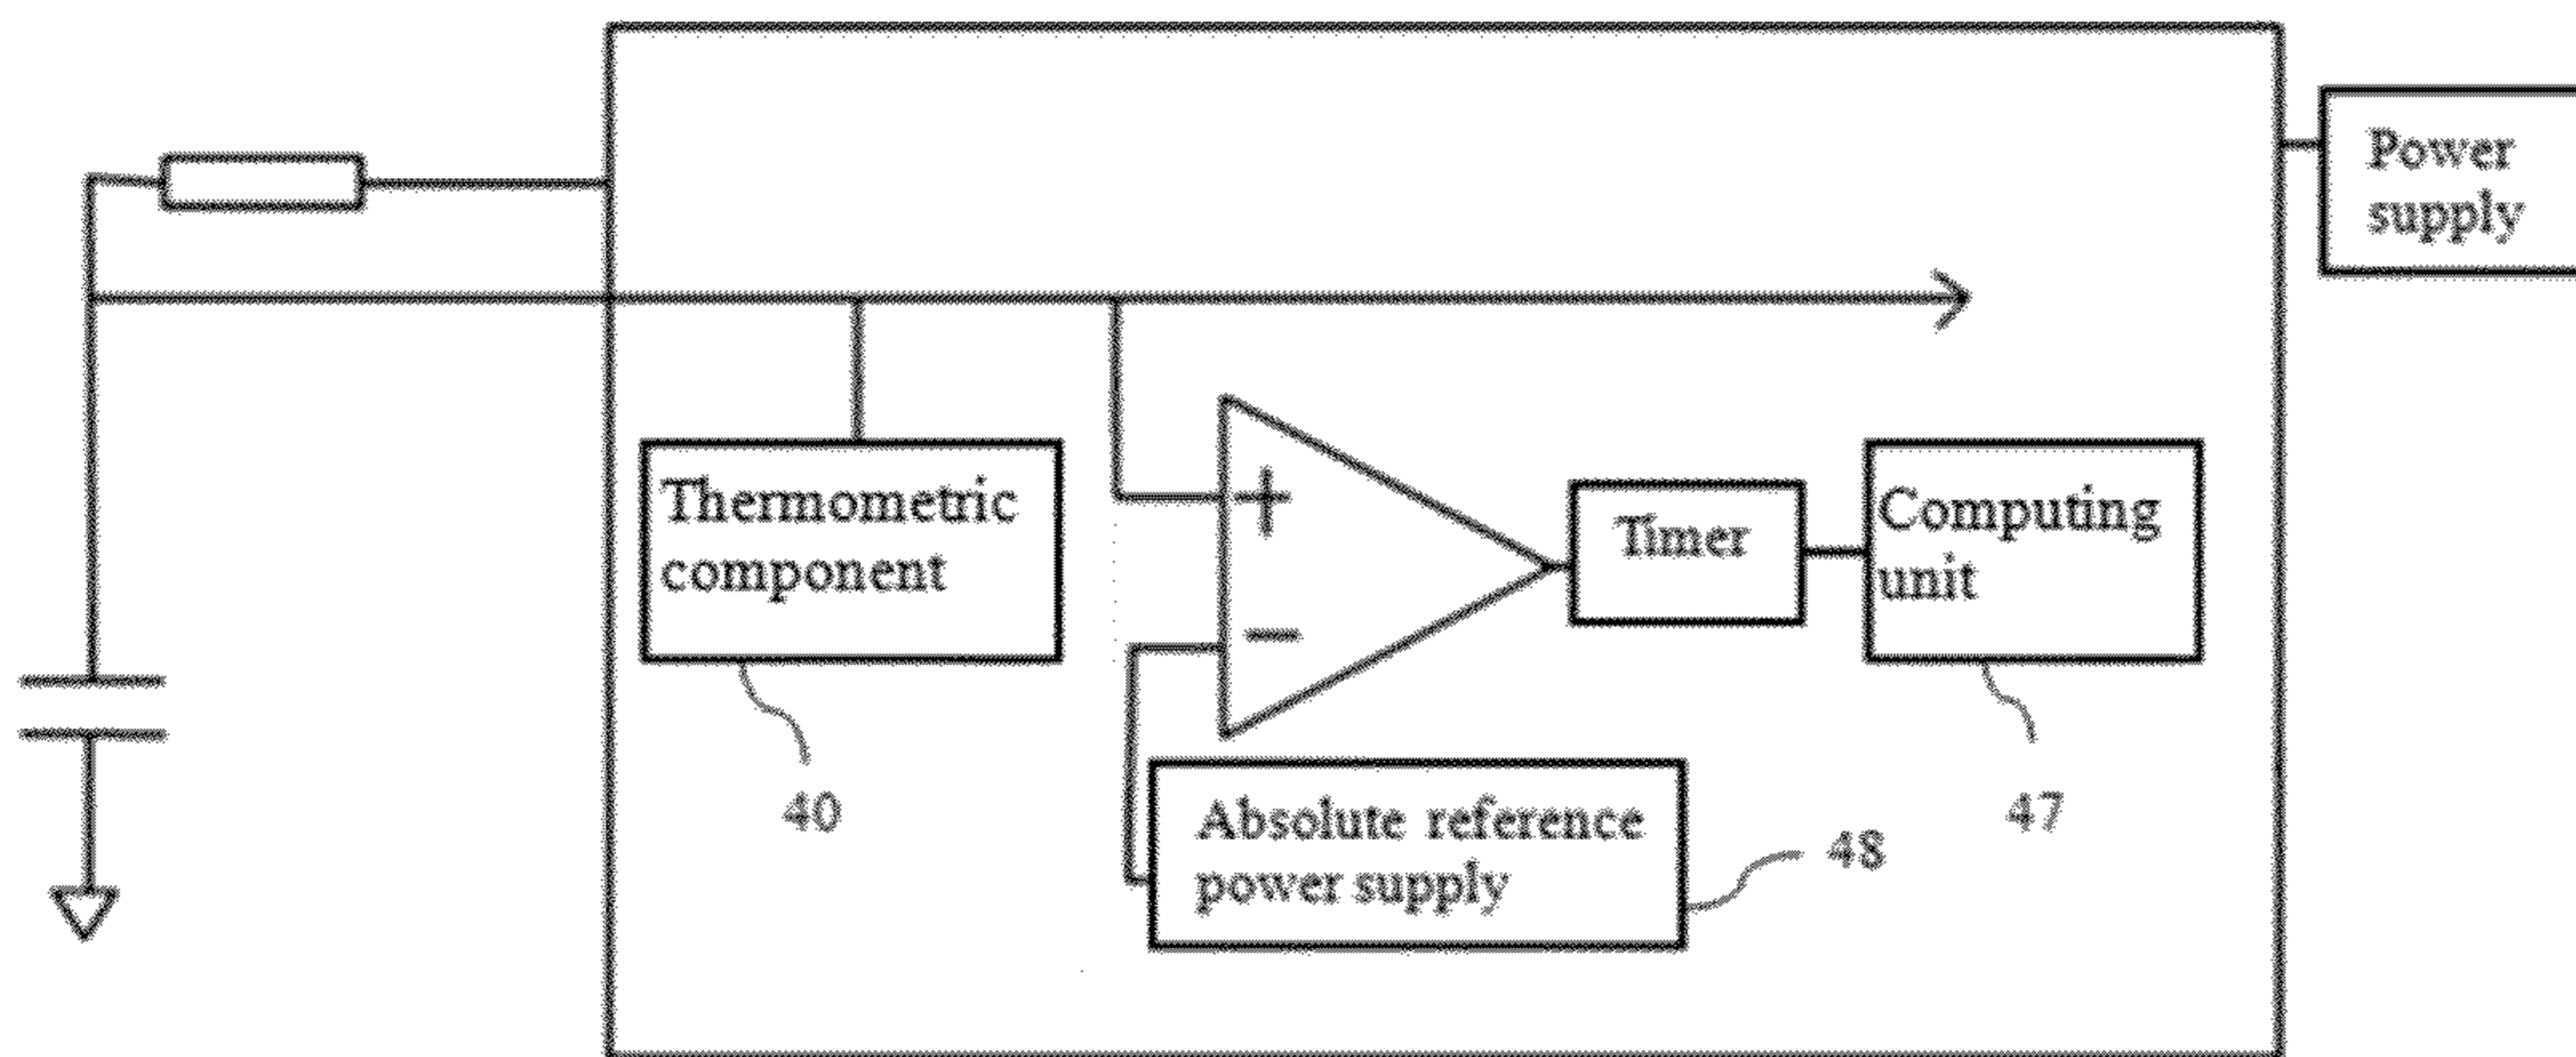 Power
supply
Thermometric
component
+
−
Timer
Computing
unit
40
47
Absolute reference
power supply
48